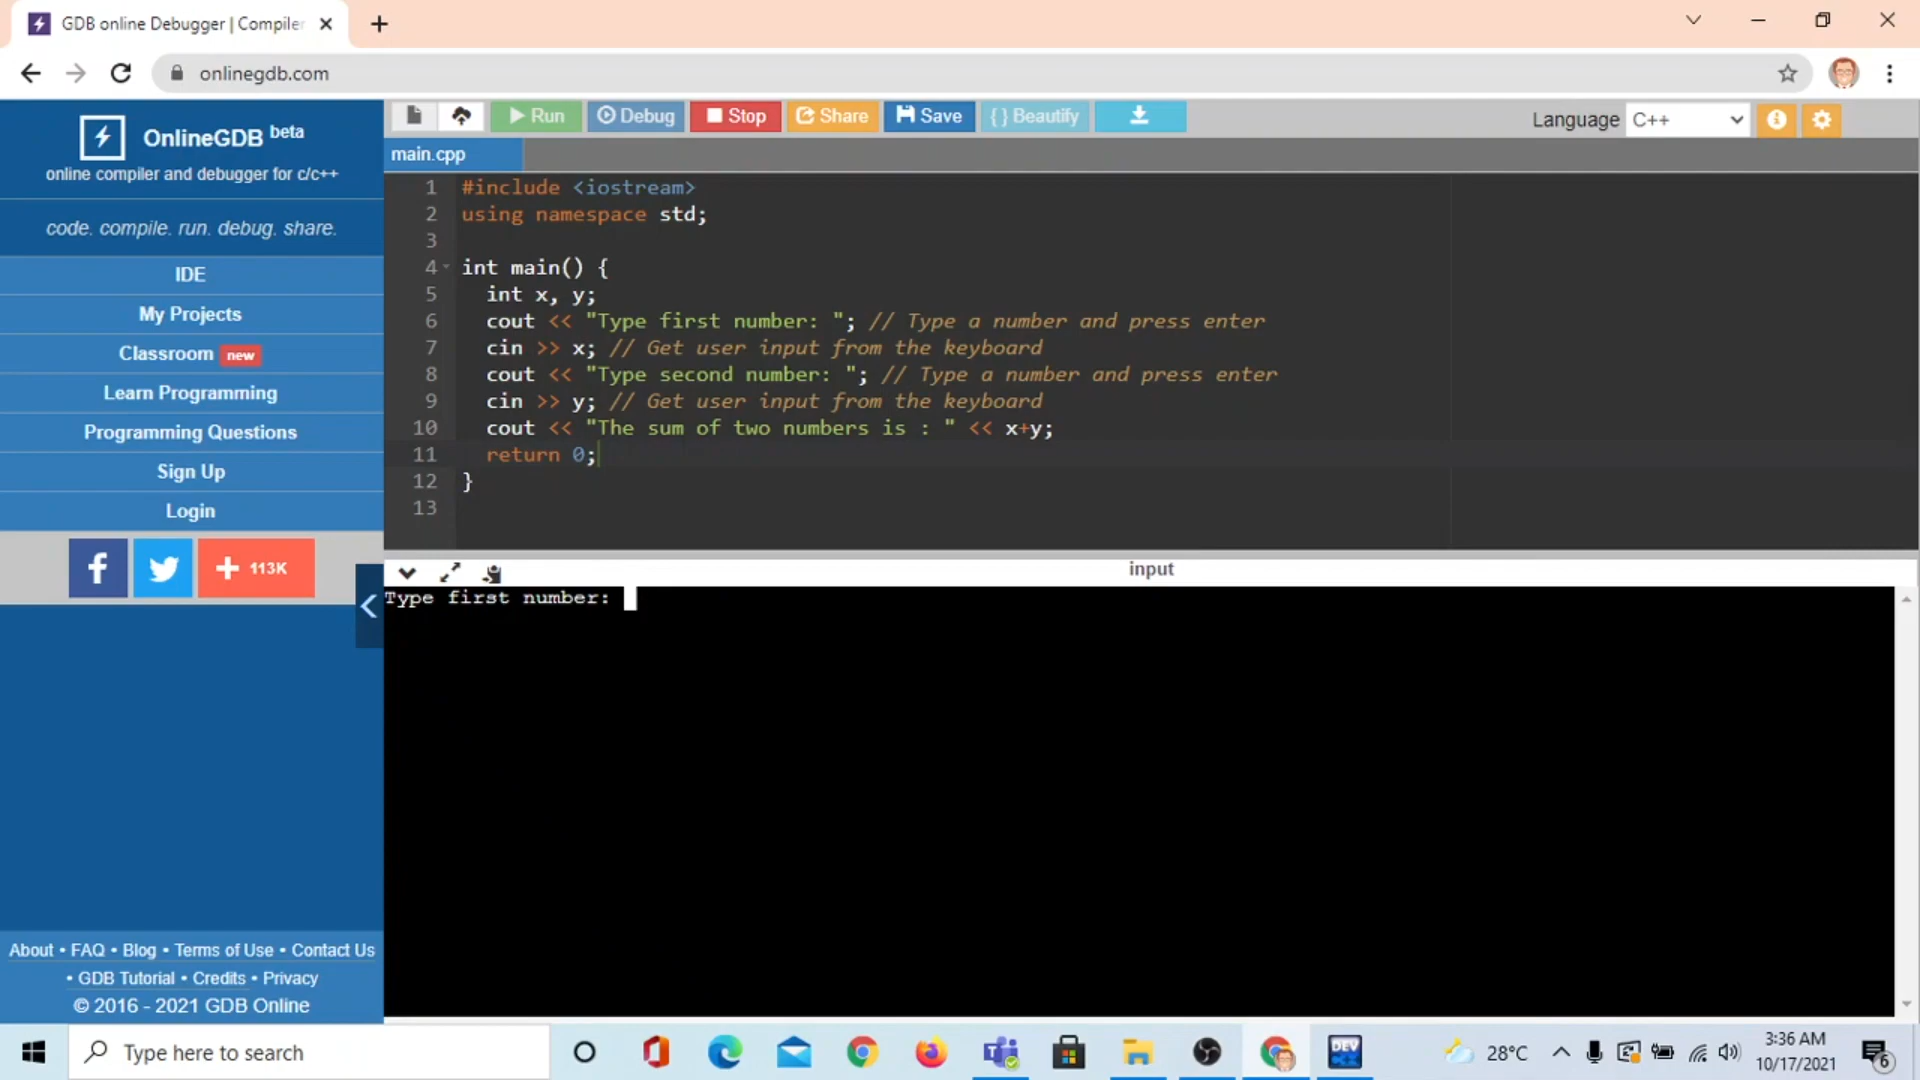 GDB online Debugger | Compiler
onlinegdb.com
OnlineGDB beta
online compiler and debugger for c/c++
code. compile. run. debug. share.
IDE
My Projects
Classroom new
Learn Programming
Programming Questions
Sign Up
Login
113K
About • FAQ • Blog • Terms of Use • Contact Us
• GDB Tutorial • Credits • Privacy
© 2016 - 2021 GDB Online
Run Debug Stop Share Save { } Beautify
Language C++
main.cpp
1 #include <iostream>
2 using namespace std;
3
4 int main() {
5 int x, y;
6 cout << "Type first number: "; // Type a number and press enter
7 cin >> x; // Get user input from the keyboard
8 cout << "Type second number: "; // Type a number and press enter
9 cin >> y; // Get user input from the keyboard
10 cout << "The sum of two numbers is : " << x+y;
11 return 0;
12 }
13
input
Type first number:
Type here to search
DEV
28°C
3:36 AM
10/17/2021
6